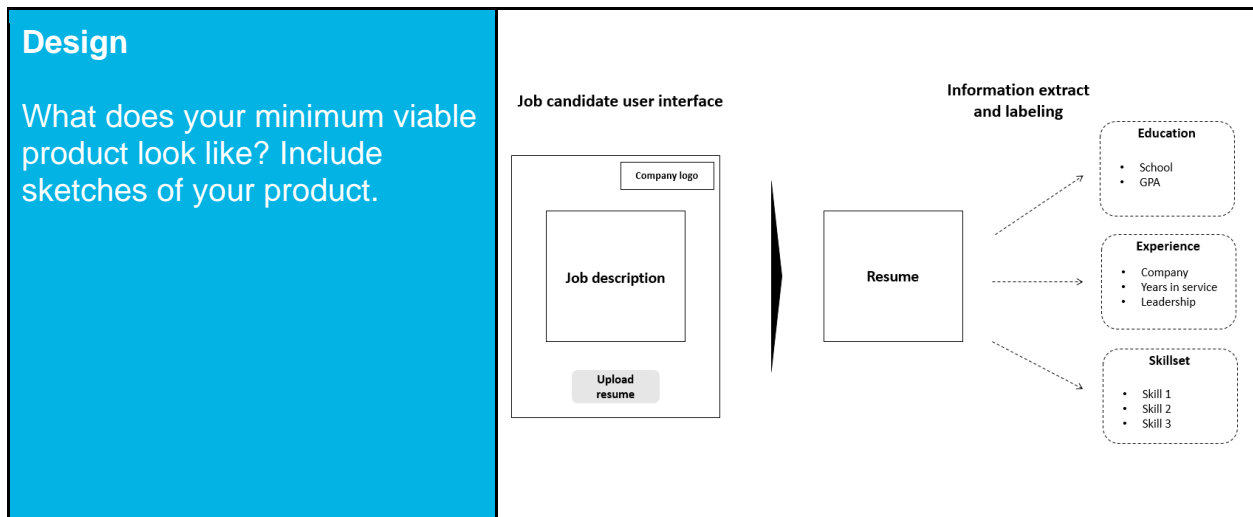 Design
What does your minimum viable
product look like? Include
sketches of your product.
Job candidate user interface
Company logo
Job description
Upload
resume
Information extract
and labeling
Resume
Education
• School
• GPA
Experience
• Company
• Years in service
• Leadership
Skillset
• Skill 1
• Skill 2
• Skill 3